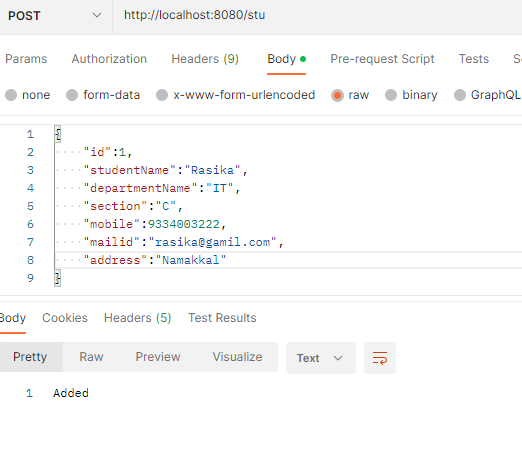 POST http://localhost:8080/stu
Params Authorization Headers (9) Body Pre-request Script Tests
none form-data x-www-form-urlencoded raw binary GraphQL
1 {
2 "id":1,
3 "studentName":"Rasika",
4 "departmentName":"IT",
5 "section":"C",
6 "mobile":9334003222,
7 "mailid":"rasika@gamil.com",
8 "address":"Namakkal"
9 }
Body Cookies Headers (5) Test Results
Pretty Raw Preview Visualize Text
1 Added